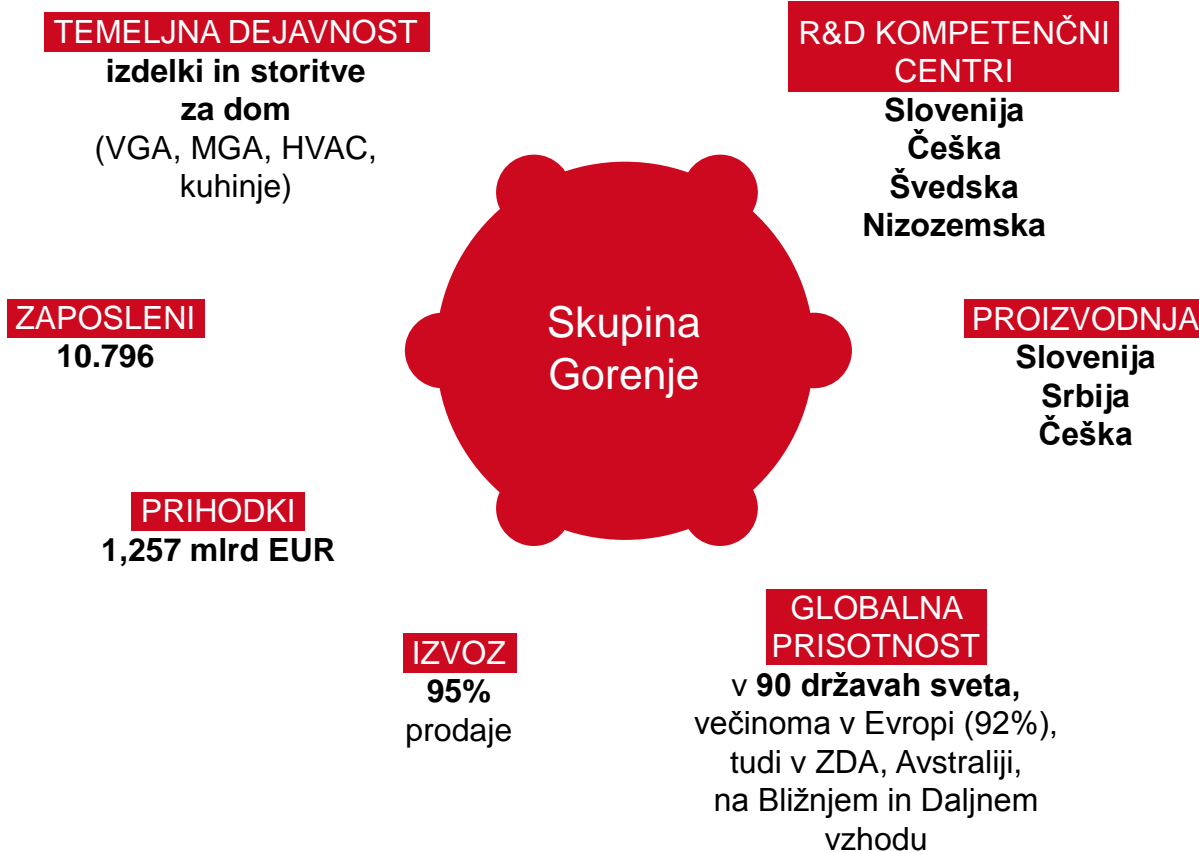 TEMELJNA DEJAVNOST
izdelki in storitve
za dom
(VGA, MGA, HVAC,
kuhinje)
R&D KOMPETENČNI
CENTRI
Slovenija
Češka
Švedska
Nizozemska
ZAPOSLENI
10.796
Skupina
Gorenje
PROIZVODNJA
Slovenija
Srbija
Češka
PRIHODKI
1,257 mlrd EUR
IZVOZ
95%
prodaje
GLOBALNA
PRISOTNOST
v 90 državah sveta,
večinoma v Evropi (92%),
tudi v ZDA, Avstraliji,
na Bližnjem in Daljnem
vzhodu